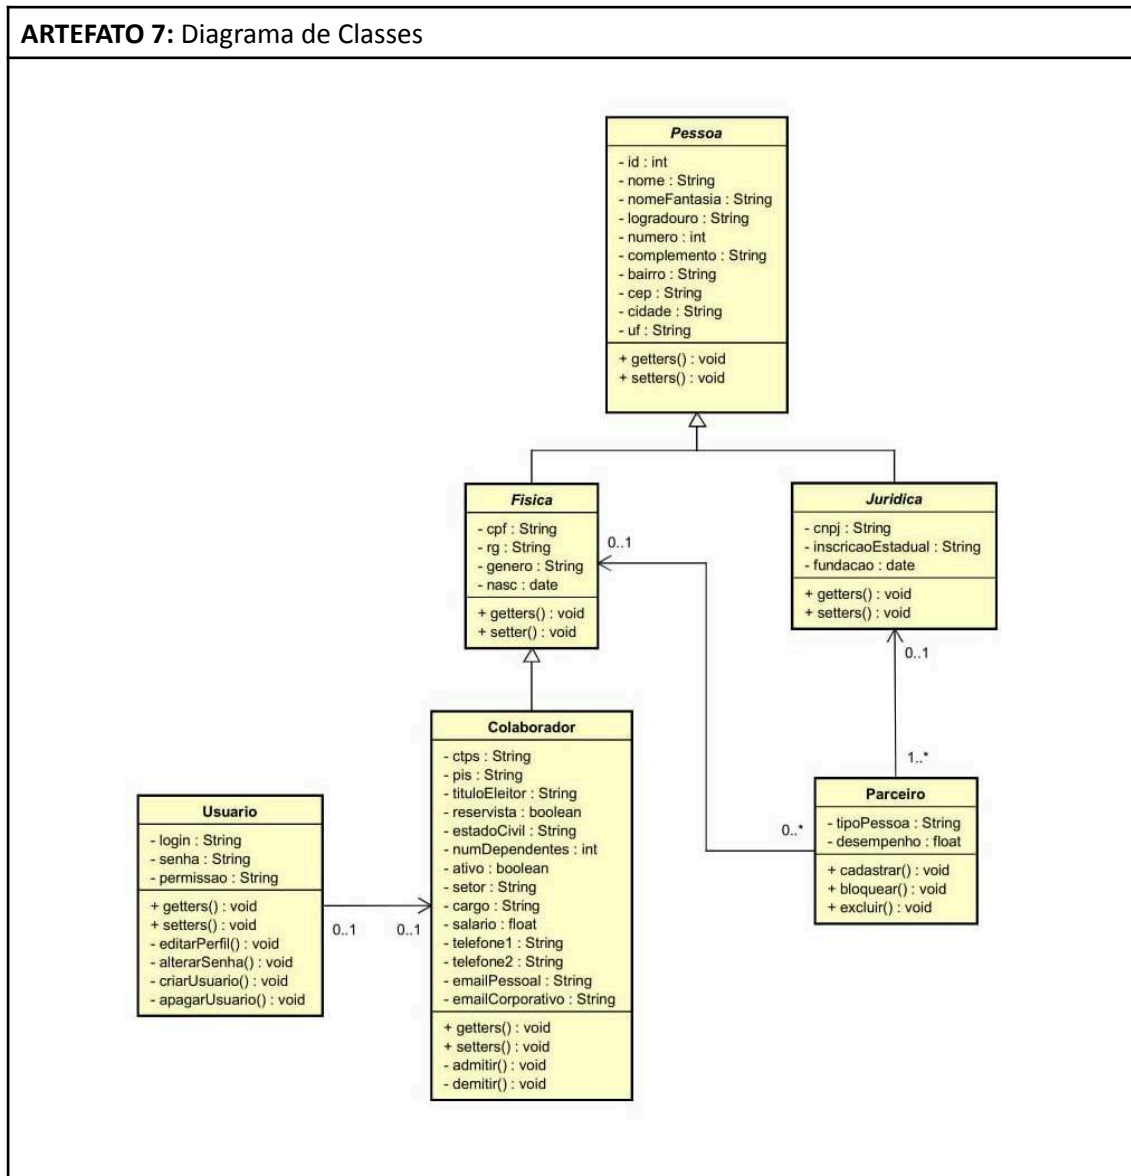 ARTEFATO 7: Diagrama de Classes
Pessoa
- id : int
- nome : String
- nomeFantasia : String
- logradouro : String
- numero : int
- complemento : String
- bairro : String
- cep : String
- cidade : String
- uf : String
+ getters() : void
+ setters() : void
Fisica
- cpf : String
- rg : String
- genero : String
- nasc : date
+ getters() : void
+ setter() : void
0..1
Juridica
- cnpj : String
- inscricaoEstadual : String
- fundacao : date
+ getters() : void
+ setters() : void
0..1
1..*
Colaborador
- ctps : String
- pis : String
- tituloEleitor : String
- reservista : boolean
- estadoCivil : String
- numDependentes : int
- ativo : boolean
- setor : String
- cargo : String
- salario : float
- telefone1 : String
- telefone2 : String
- emailPessoal : String
- emailCorporativo : String
+ getters() : void
+ setters() : void
- admitir() : void
- demitir() : void
Usuario
- login : String
- senha : String
- permissao : String
+ getters() : void
+ setters() : void
- editarPerfil() : void
- alterarSenha() : void
- criarUsuario() : void
- apagarUsuario() : void
0..1
0..1
0..*
Parceiro
- tipoPessoa : String
- desempenho : float
+ cadastrar() : void
+ bloquear() : void
+ excluir() : void